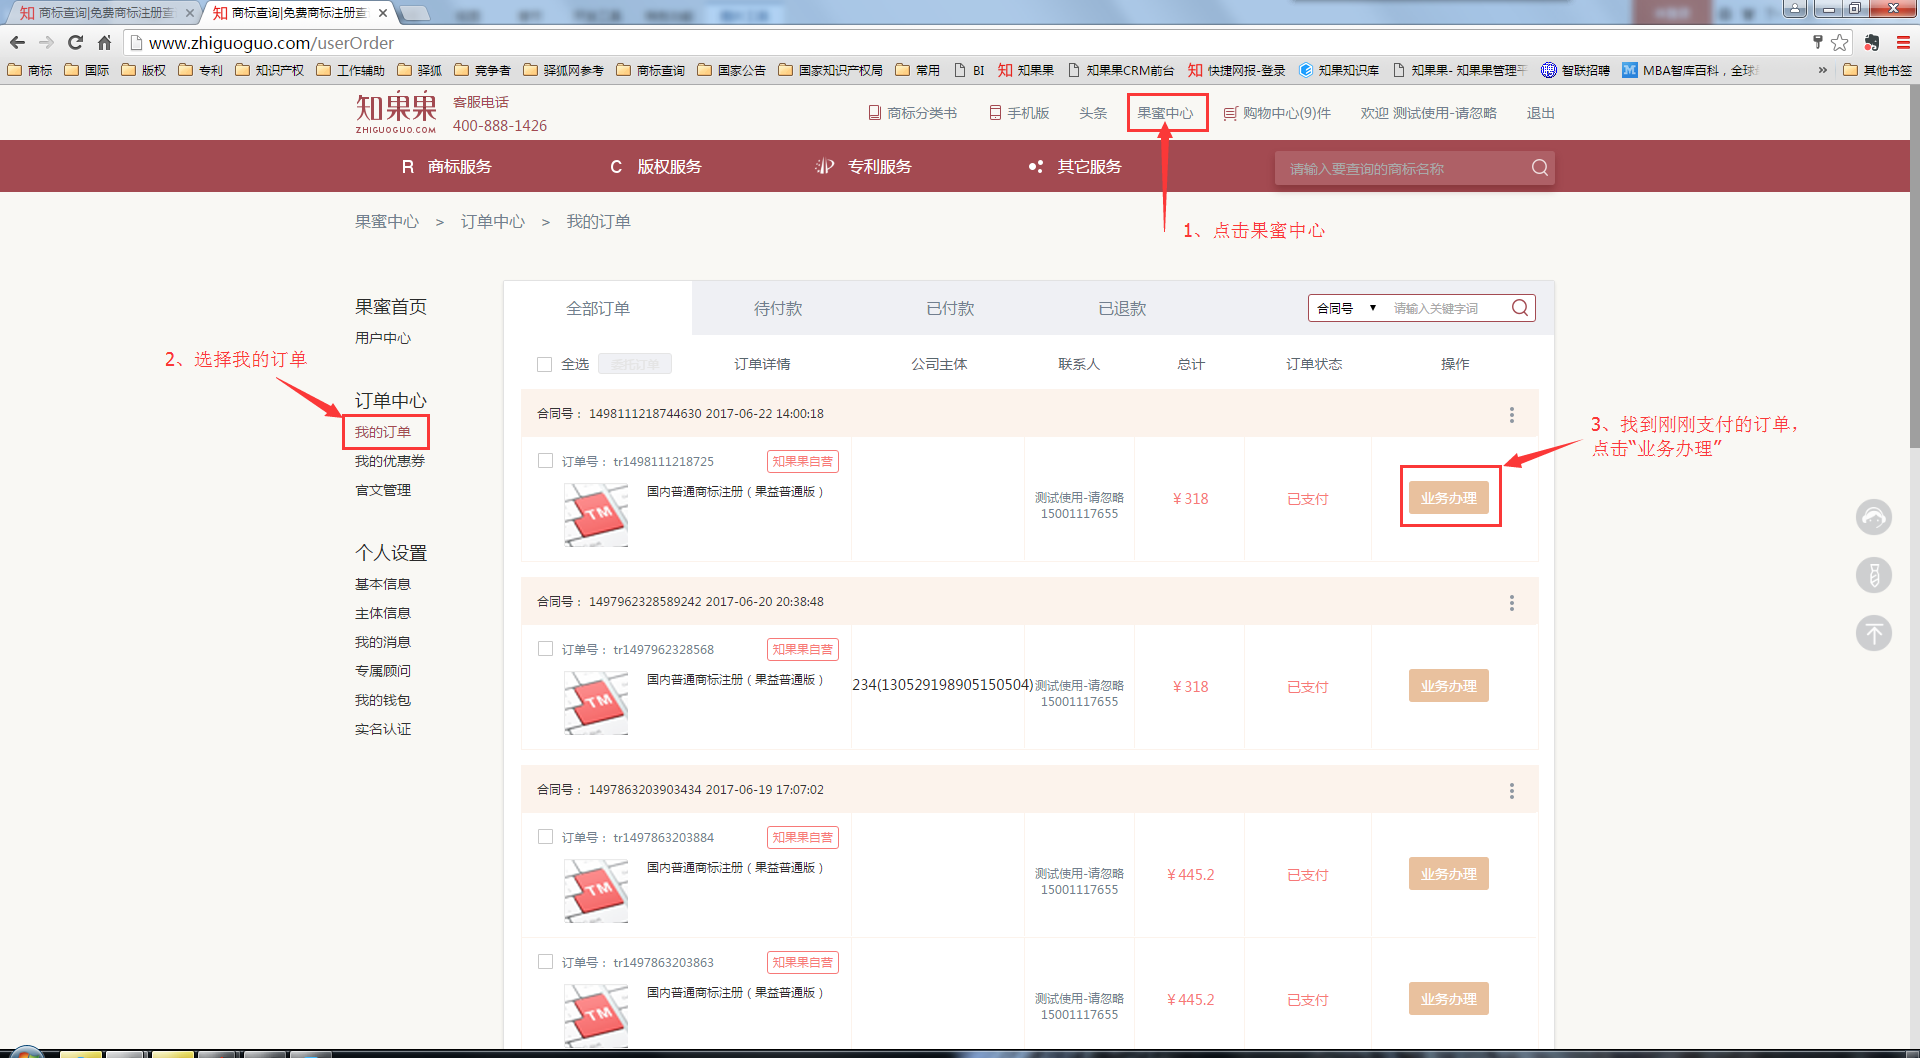 商标查询|免费商标注册查
商标查询|免费商标注册查
www.zhiguoguo.com/userOrder
商标 国际 版权 专利 知识产权 工作辅助 驿狐 竞争者 驿狐网参考 商标查询 国家公告 国家知识产权局 常用 BI 知果果 知果果CRM前台 快捷网报-登录 知果果知识库 知果果- 知果果管理平 智联招聘 MBA智库百科，全球 » 其他书签
知果果
ZHIGUOGUO.COM
客服电话
400-888-1426
商标分类书 手机版 头条 果蜜中心 购物中心(9)件 欢迎 测试使用-请忽略 退出
R 商标服务 C 版权服务 专利服务 其它服务 请输入要查询的商标名称
果蜜中心 > 订单中心 > 我的订单
1、点击果蜜中心
果蜜首页
用户中心
2、选择我的订单
订单中心
我的订单
我的优惠券
官文管理
个人设置
基本信息
主体信息
我的消息
专属顾问
我的钱包
实名认证
全部订单 待付款 已付款 已退款 合同号 请输入关键字词
全选 委托订单 订单详情 公司主体 联系人 总计 订单状态 操作
合同号： 1498111218744630 2017-06-22 14:00:18
订单号： tr1498111218725 知果果自营
国内普通商标注册（果益普通版）
TM
测试使用-请忽略
15001117655
￥318 已支付 业务办理
3、找到刚刚支付的订单，
点击“业务办理”
合同号： 1497962328589242 2017-06-20 20:38:48
订单号： tr1497962328568 知果果自营
国内普通商标注册（果益普通版）
TM
234(130529198905150504)
测试使用-请忽略
15001117655
￥318 已支付 业务办理
合同号： 1497863203903434 2017-06-19 17:07:02
订单号： tr1497863203884 知果果自营
国内普通商标注册（果益普通版）
TM
测试使用-请忽略
15001117655
￥445.2 已支付 业务办理
订单号： tr1497863203863 知果果自营
国内普通商标注册（果益普通版）
TM
测试使用-请忽略
15001117655
￥445.2 已支付 业务办理